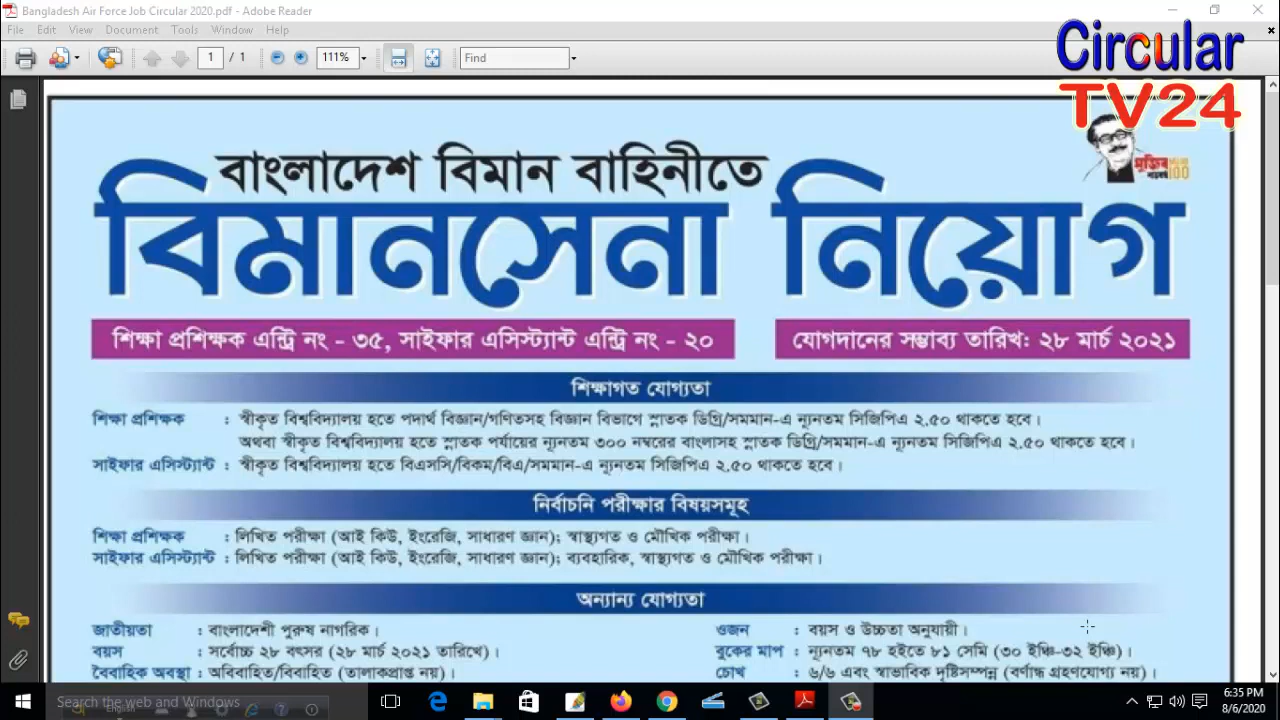 Bangladesh Air Force Job Circular 2020.pdf - Adobe Reader
File Edit View Document Tools Window Help
1 / 1 111% Find
Circular
TV24
মুজিব
100
বাংলাদেশ বিমান বাহিনীতে
বিমানসেনা নিয়োগ
শিক্ষা প্রশিক্ষক এন্ট্রি নং - ৩৫, সাইফার এসিস্ট্যান্ট এন্ট্রি নং - ২০
যোগদানের সম্ভাব্য তারিখ: ২৮ মার্চ ২০২১
শিক্ষাগত যোগ্যতা
শিক্ষা প্রশিক্ষক : স্বীকৃত বিশ্ববিদ্যালয় হতে পদার্থ বিজ্ঞান/গণিতসহ বিজ্ঞান বিভাগে স্নাতক ডিগ্রি/সমমান-এ ন্যূনতম সিজিপিএ ২.৫০ থাকতে হবে।
অথবা স্বীকৃত বিশ্ববিদ্যালয় হতে স্নাতক পর্যায়ের ন্যূনতম ৩০০ নম্বরের বাংলাসহ স্নাতক ডিগ্রি/সমমান-এ ন্যূনতম সিজিপিএ ২.৫০ থাকতে হবে।
সাইফার এসিস্ট্যান্ট : স্বীকৃত বিশ্ববিদ্যালয় হতে বিএসসি/বিকম/বিএ/সমমান-এ ন্যূনতম সিজিপিএ ২.৫০ থাকতে হবে।
নির্বাচনি পরীক্ষার বিষয়সমূহ
শিক্ষা প্রশিক্ষক : লিখিত পরীক্ষা (আই কিউ, ইংরেজি, সাধারণ জ্ঞান); স্বাস্থ্যগত ও মৌখিক পরীক্ষা।
সাইফার এসিস্ট্যান্ট : লিখিত পরীক্ষা (আই কিউ, ইংরেজি, সাধারণ জ্ঞান); ব্যবহারিক, স্বাস্থ্যগত ও মৌখিক পরীক্ষা।
অন্যান্য যোগ্যতা
জাতীয়তা : বাংলাদেশী পুরুষ নাগরিক।
বয়স : সর্বোচ্চ ২৮ বৎসর (২৮ মার্চ ২০২১ তারিখে)।
বৈবাহিক অবস্থা : অবিবাহিত/বিবাহিত (তালাকপ্রাপ্ত নয়)।
ওজন : বয়স ও উচ্চতা অনুযায়ী।
বুকের মাপ : ন্যূনতম ৭৮ হইতে ৮১ সেমি (৩০ ইঞ্চি-৩২ ইঞ্চি)।
চোখ : ৬/৬ এবং স্বাভাবিক দৃষ্টিসম্পন্ন (বর্ণান্ধ গ্রহণযোগ্য নয়)।
Search the web and Windows
6:35 PM
8/6/2020